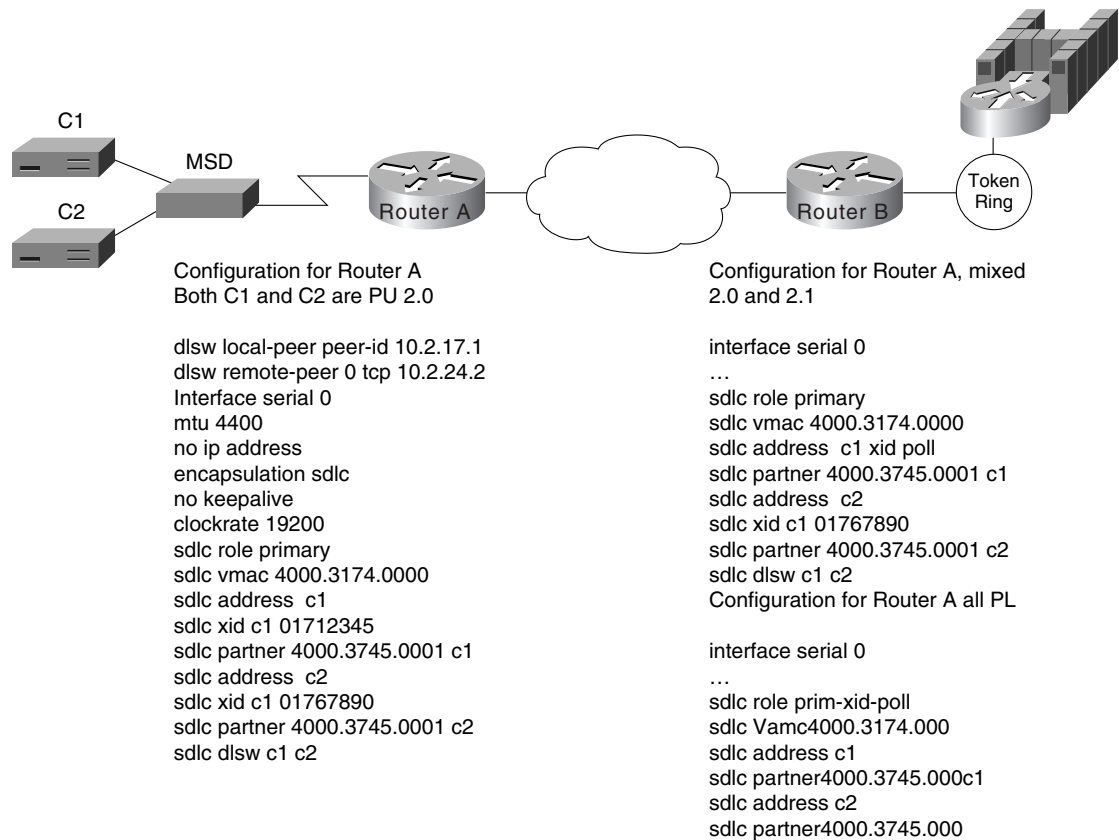 C1
MSD
C2
Router A
Router B
Token
Ring
Configuration for Router A
Both C1 and C2 are PU 2.0
dlsw local-peer peer-id 10.2.17.1
dlsw remote-peer 0 tcp 10.2.24.2
Interface serial 0
mtu 4400
no ip address
encapsulation sdlc
no keepalive
clockrate 19200
sdlc role primary
sdlc vmac 4000.3174.0000
sdlc address  c1
sdlc xid c1 01712345
sdlc partner 4000.3745.0001 c1
sdlc address  c2
sdlc xid c1 01767890
sdlc partner 4000.3745.0001 c2
sdlc dlsw c1 c2
Configuration for Router A, mixed
2.0 and 2.1
interface serial 0
…
sdlc role primary
sdlc vmac 4000.3174.0000
sdlc address  c1 xid poll
sdlc partner 4000.3745.0001 c1
sdlc address  c2
sdlc xid c1 01767890
sdlc partner 4000.3745.0001 c2
sdlc dlsw c1 c2
Configuration for Router A all PL
interface serial 0
…
sdlc role prim-xid-poll
sdlc Vamc4000.3174.000
sdlc address c1
sdlc partner4000.3745.000c1
sdlc address c2
sdlc partner4000.3745.000